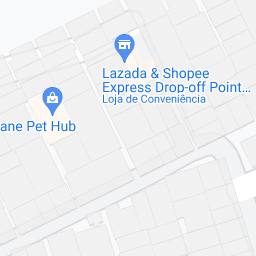 Lazada & Shopee
Express Drop-off Point...
Loja de Conveniência
ane Pet Hub